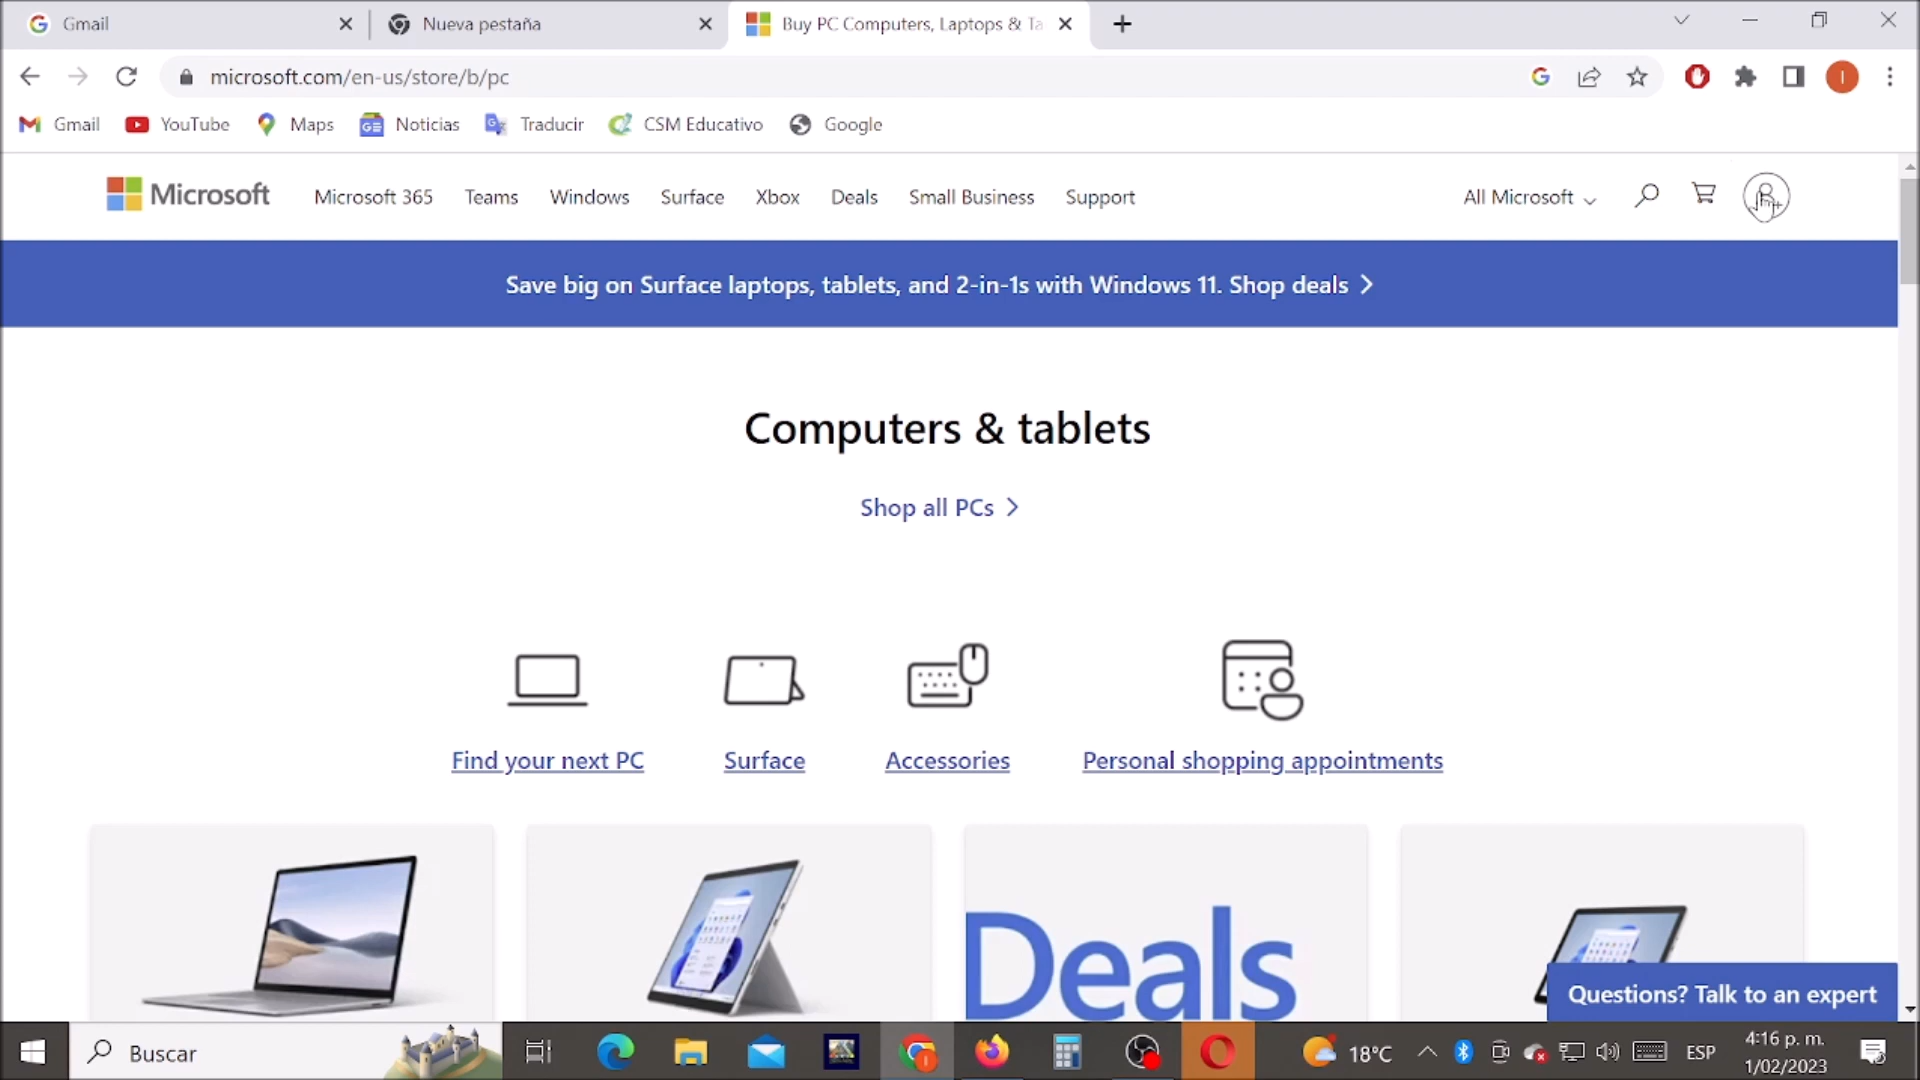 Gmail
Nueva pestaña
Buy PC Computers, Laptops & Ta
microsoft.com/en-us/store/b/pc
I
Gmail
YouTube
Maps
Noticias
Traducir
CSM Educativo
Google
Microsoft
Microsoft 365
Teams
Windows
Surface
Xbox
Deals
Small Business
Support
All Microsoft
Save big on Surface laptops, tablets, and 2-in-1s with Windows 11. Shop deals
Computers & tablets
Shop all PCs
Find your next PC
Surface
Accessories
Personal shopping appointments
Deals
Questions? Talk to an expert
Buscar
18°C
ESP
4:16 p. m.
1/02/2023